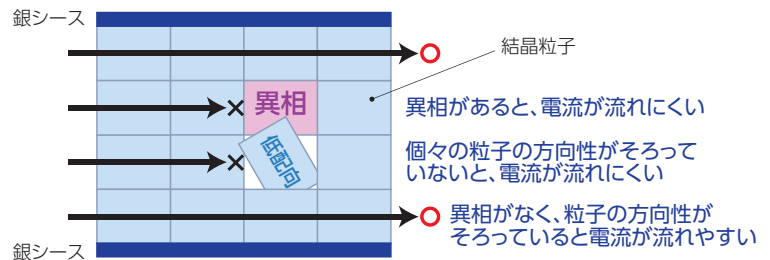 銀シース
結晶粒子
異相
異相があると、電流が流れにくい
低配向
個々の粒子の方向性がそろって
いないと、電流が流れにくい
異相がなく、粒子の方向性が
そろっていると電流が流れやすい
銀シース